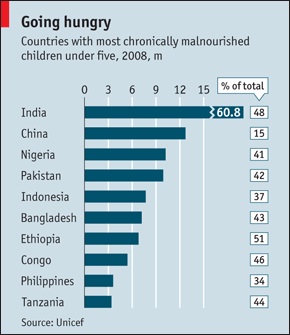 Going hungry
Countries with most chronically malnourished
children under five, 2008, m
% of total
0 3 6 9 12 15
India 60.8 48
China 15
Nigeria 41
Pakistan 42
Indonesia 37
Bangladesh 43
Ethiopia 51
Congo 46
Philippines 34
Tanzania 44
Source: Unicef